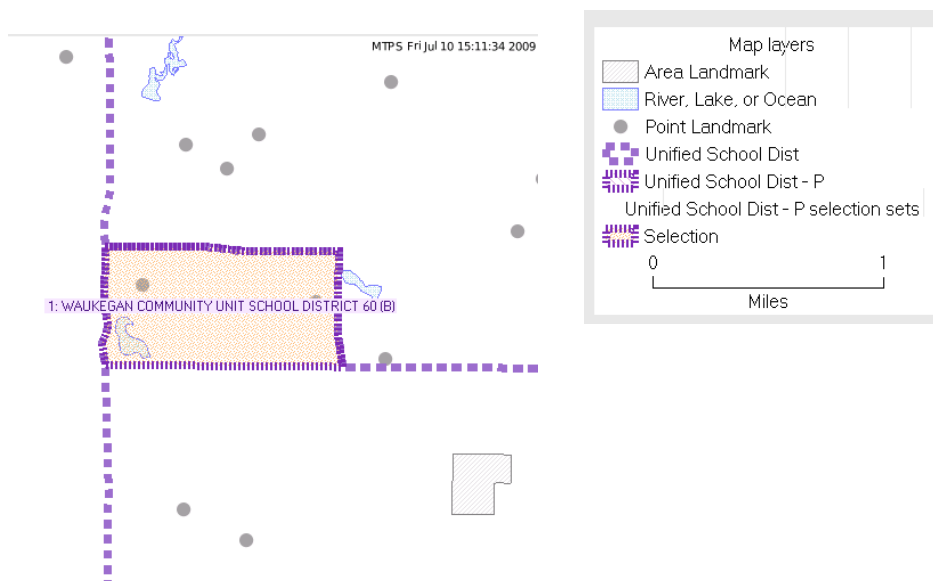 MTPS Fri Jul 10 15:11:34 2009
1: WAUKEGAN COMMUNITY UNIT SCHOOL DISTRICT 60 (B)
Map layers
Area Landmark
River, Lake, or Ocean
Point Landmark
Unified School Dist
Unified School Dist - P
Unified School Dist - P selection sets
Selection
0 1
Miles